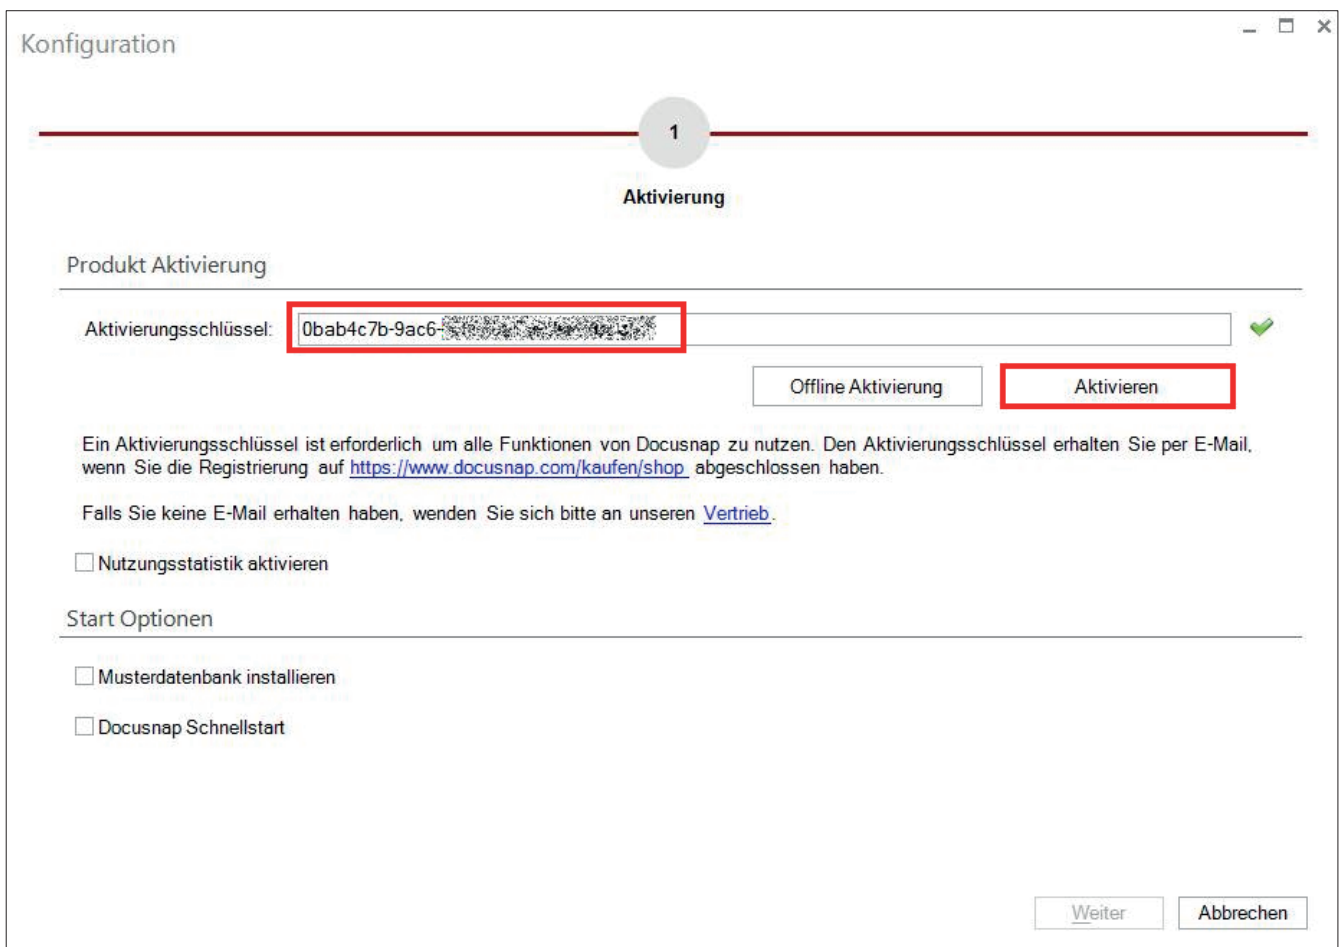 Konfiguration
1
Aktivierung
Produkt Aktivierung
Aktivierungsschlüssel: 0bab4c7b-9ac6-
Offline Aktivierung Aktivieren
Ein Aktivierungsschlüssel ist erforderlich um alle Funktionen von Docusnap zu nutzen. Den Aktivierungsschlüssel erhalten Sie per E-Mail,
wenn Sie die Registrierung auf https://www.docusnap.com/kaufen/shop abgeschlossen haben.
Falls Sie keine E-Mail erhalten haben, wenden Sie sich bitte an unseren Vertrieb.
Nutzungsstatistik aktivieren
Start Optionen
Musterdatenbank installieren
Docusnap Schnellstart
Weiter Abbrechen